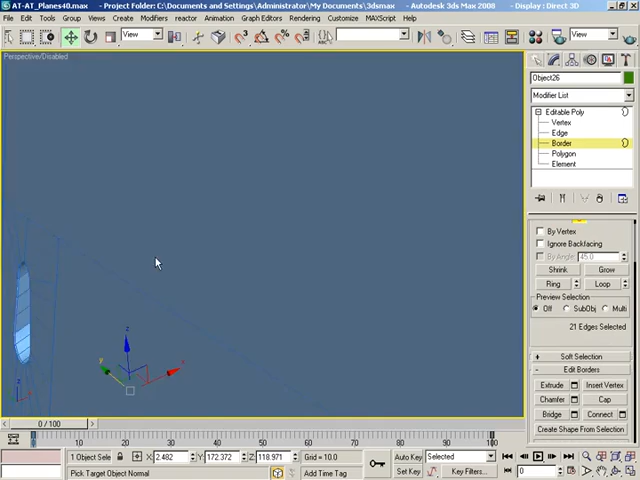 AT-AT_Planes40.max - Project Folder: C:\Documents and Settings\Administrator\My Documents\3dsmax - Autodesk 3ds Max 2008 - Display : Direct 3D
File Edit Tools Group Views Create Modifiers reactor Animation Graph Editors Rendering Customize MAXScript Help
View View
Perspective/Disabled
Object26
Modifier List
Editable Poly
Vertex
Edge
Border
Polygon
Element
By Vertex
Ignore Backfacing
By Angle: 45.0
Shrink Grow
Ring Loop
Preview Selection
Off SubObj Multi
21 Edges Selected
+ Soft Selection
- Edit Borders
Extrude Insert Vertex
Chamfer Cap
Bridge Connect
Create Shape From Selection
z
y
x
z
0 / 100
0 10 20 30 40 50 60 70 80 90 100
1 Object Sele X: 2.482 Y: 172.372 Z: 118.971 Grid = 10.0 Auto Key Selected
Pick Target Object Normal Add Time Tag Set Key Key Filters... 0